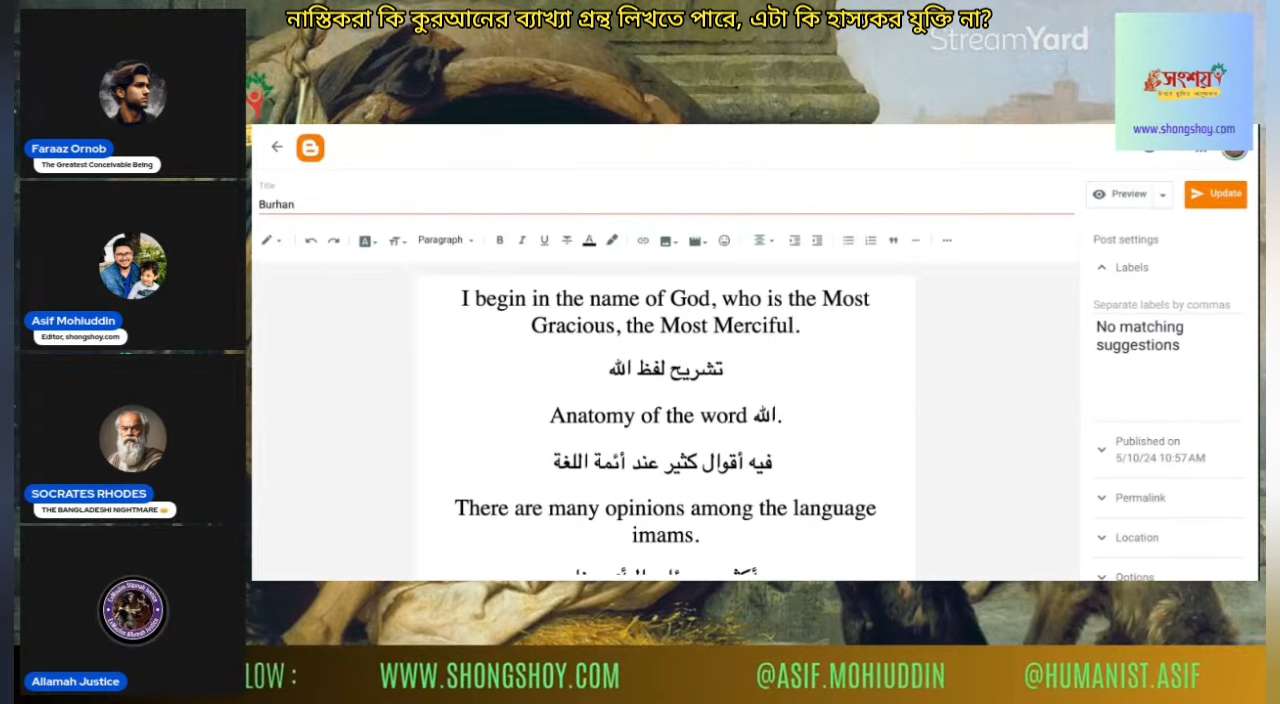 নাস্তিকরা কি কুরআনের ব্যাখ্যা গ্রন্থ লিখতে পারে, এটা কি হাস্যকর যুক্তি না?
StreamYard
সংশয়
www.shongshoy.com
Faraaz Ornob
The Greatest Conceivable Being
Asif Mohiuddin
Editor, shongshoy.com
SOCRATES RHODES
THE BANGLADESHI NIGHTMARE 😄
Allamah Justice
Title
Burhan
Preview
Update
Paragraph
Post settings
Labels
Separate labels by commas
No matching
suggestions
Published on
5/10/24 10:57 AM
Permalink
Location
Options
I begin in the name of God, who is the Most
Gracious, the Most Merciful.
تشريح لفظ الله
Anatomy of the word الله.
فيه أقوال كثير عند أئمة اللغة
There are many opinions among the language
imams.
LOW :
WWW.SHONGSHOY.COM
@ASIF.MOHIUDDIN
@HUMANIST.ASIF